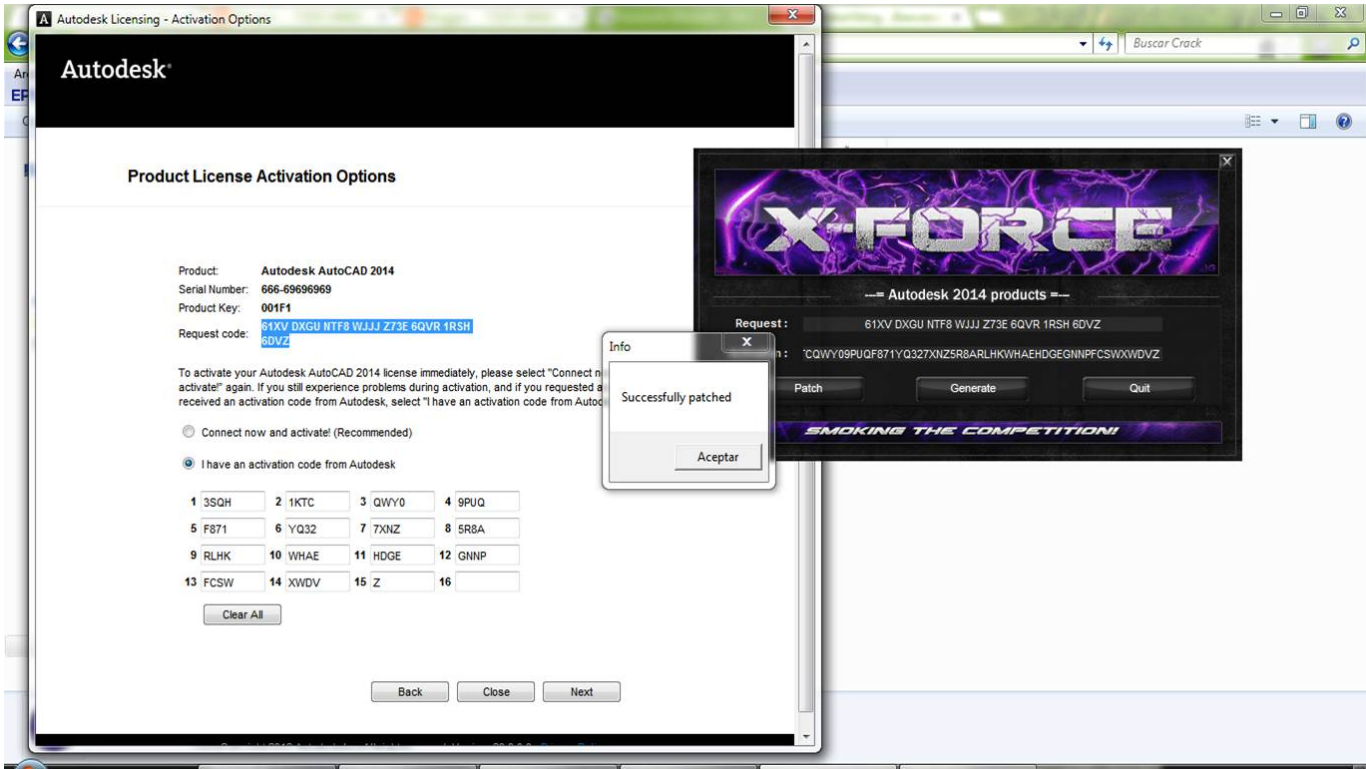 Autodesk Licensing - Activation Options
Buscar Crack
Autodesk
Product License Activation Options
Product: Autodesk AutoCAD 2014
Serial Number: 666-69696969
Product Key: 001F1
Request code: 61XV DXGU NTF8 WJJJ Z73E 6QVR 1RSH
6DVZ
To activate your Autodesk AutoCAD 2014 license immediately, please select "Connect
activate!" again. If you still experience problems during activation, and if you requested
received an activation code from Autodesk, select "I have an activation code from
Connect now and activate! (Recommended)
I have an activation code from Autodesk
1 3SQH 2 1KTC 3 QWY0 4 9PUQ
5 F871 6 YQ32 7 7XNZ 8 5R8A
9 RLHK 10 WHAE 11 HDGE 12 GNNP
13 FCSW 14 XWDV 15 Z 16
Clear All
Back Close Next
Info
Successfully patched
Aceptar
X-FORCE
---= Autodesk 2014 products =---
Request : 61XV DXGU NTF8 WJJJ Z73E 6QVR 1RSH 6DVZ
CQWY09PUQF871YQ327XNZ5R8ARLHKWHAEHDGEGNNPFCSWXWDVZ
Patch Generate Quit
SMOKING THE COMPETITION!